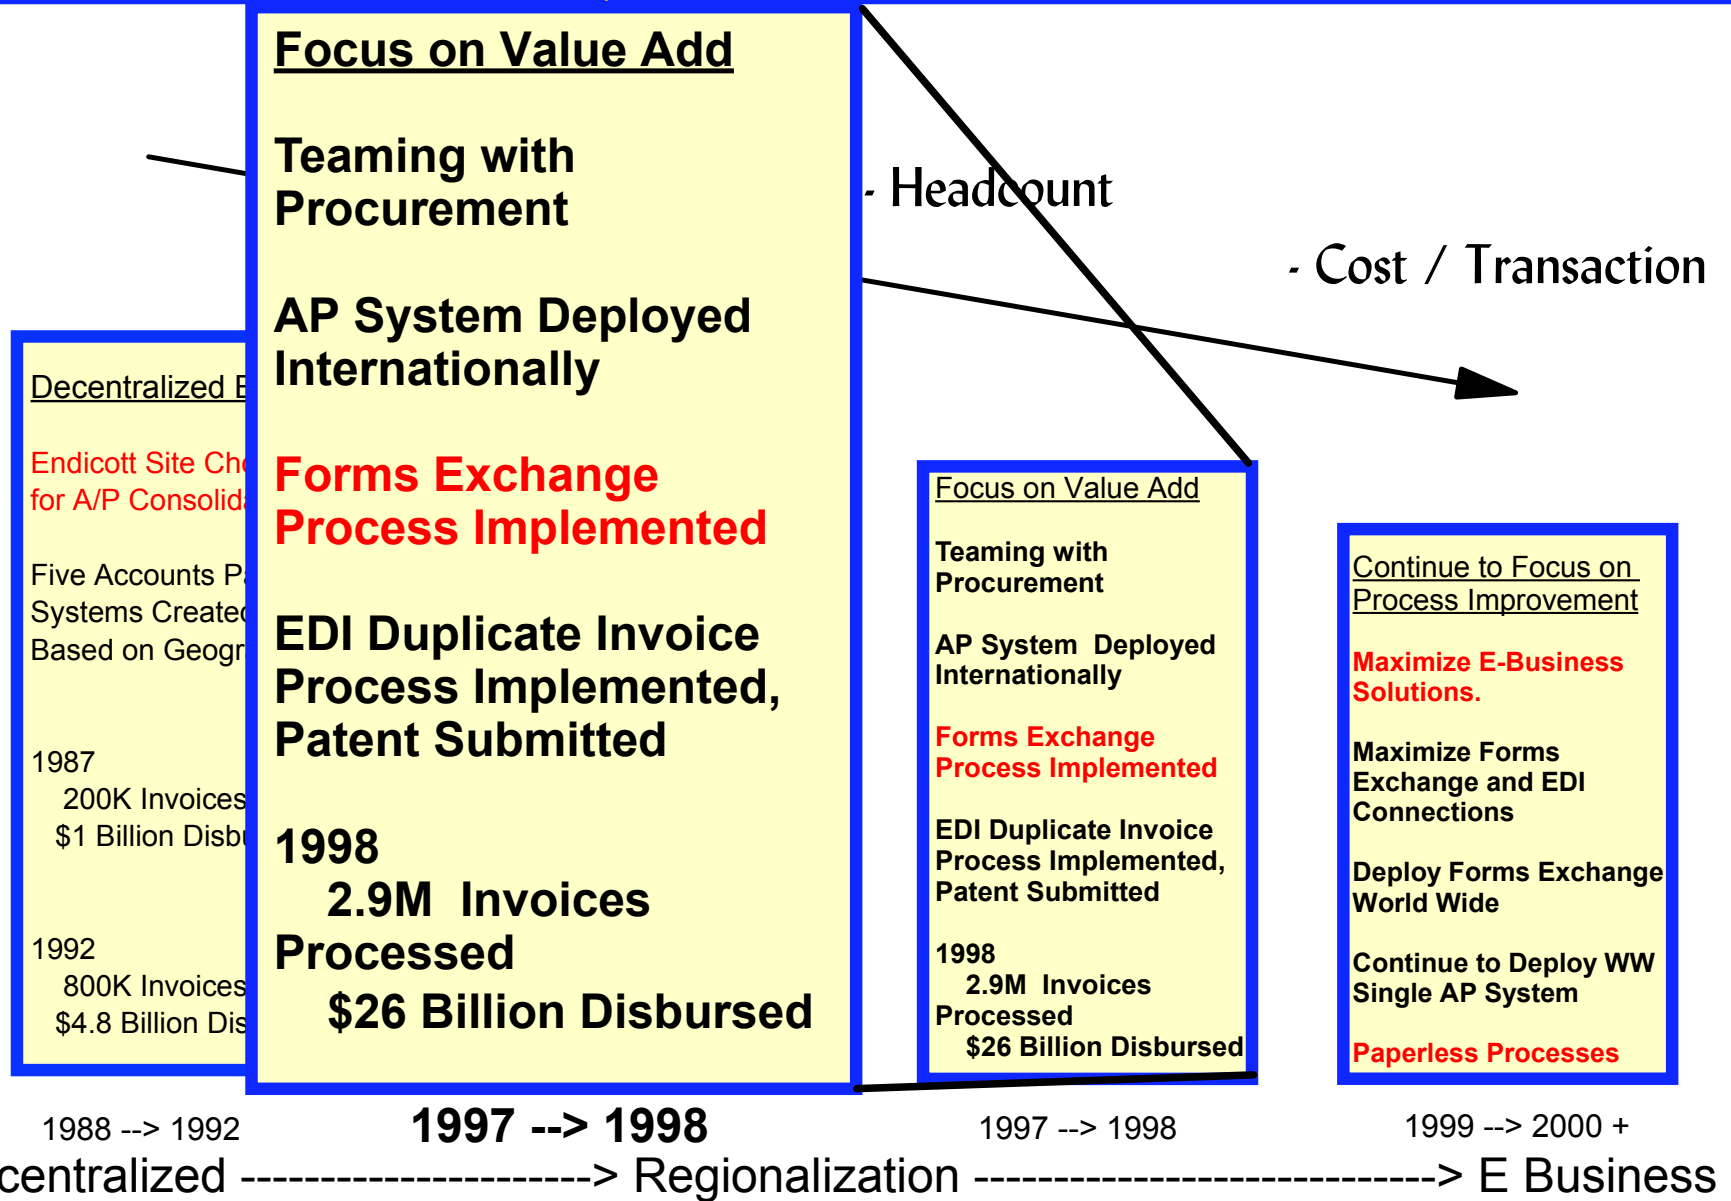 Focus on Value Add
Teaming with
Procurement
AP System Deployed
Internationally
Forms Exchange
Process Implemented
EDI Duplicate Invoice
Process Implemented,
Patent Submitted
1998
2.9M Invoices
Processed
$26 Billion Disbursed
1997 --> 1998
- Headcount
- Cost / Transaction
Decentralized
Endicott Site
for A/P
Five Accounts
Systems
Based on
1987
200K Invoices
$1 Billion
1992
800K Invoices
$4.8 Billion
1988 --> 1992
Focus on Value Add
Teaming with
Procurement
AP System Deployed
Internationally
Forms Exchange
Process Implemented
EDI Duplicate Invoice
Process Implemented,
Patent Submitted
1998
2.9M Invoices
Processed
$26 Billion Disbursed
1997 --> 1998
Continue to Focus on
Process Improvement
Maximize E-Business
Solutions.
Maximize Forms
Exchange and EDI
Connections
Deploy Forms Exchange
World Wide
Continue to Deploy WW
Single AP System
Paperless Processes
1999 --> 2000 +
centralized ----------------------> Regionalization -----------------------------> E Business